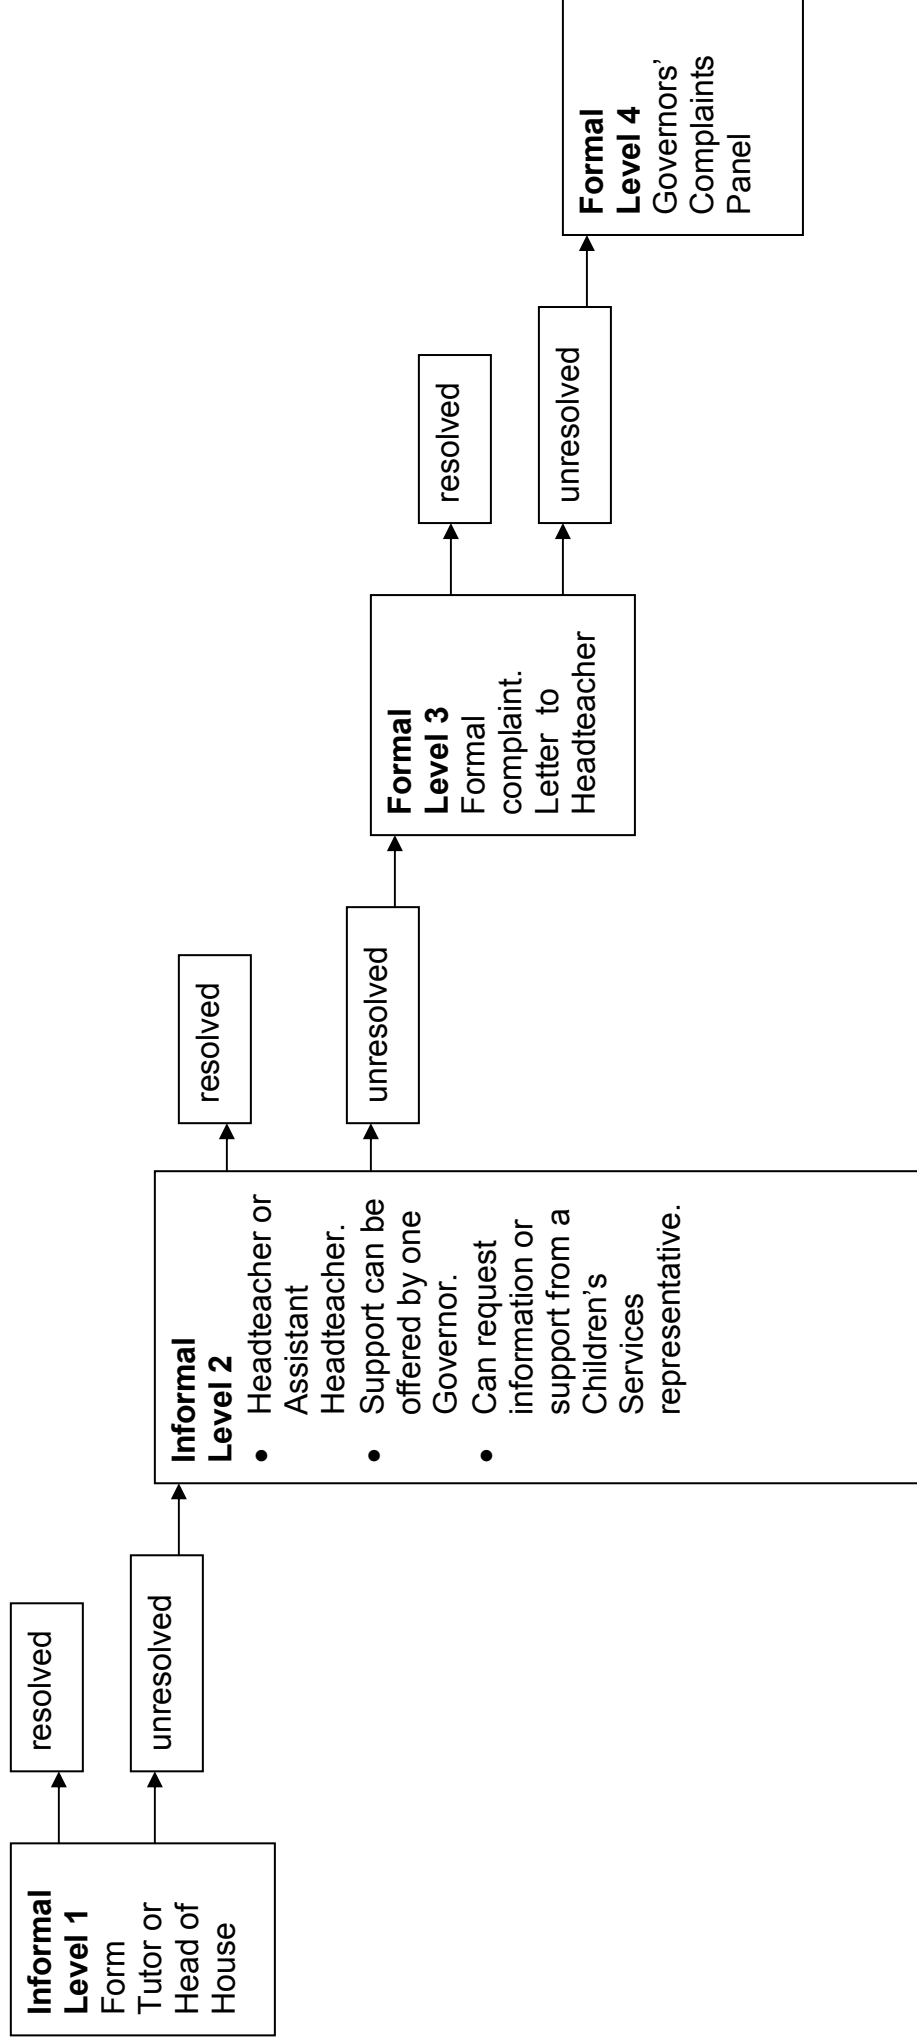 Informal
Level 1
Form
Tutor or
Head of
House
resolved
unresolved
Informal
Level 2
• Headteacher or
Assistant
Headteacher.
• Support can be
offered by one
Governor.
• Can request
information or
support from a
Children’s
Services
representative.
resolved
unresolved
Formal
Level 3
Formal
complaint.
Letter to
Headteacher
resolved
unresolved
Formal
Level 4
Governors’
Complaints
Panel